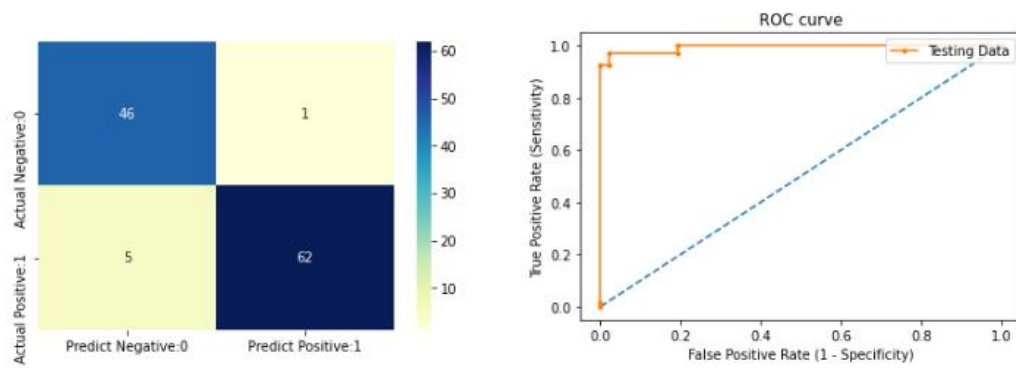 Actual Negative:0
Actual Positive:1
46
1
5
62
Predict Negative:0
Predict Positive:1
60
50
40
30
20
10
ROC curve
Testing Data
True Positive Rate (Sensitivity)
1.0
0.8
0.6
0.4
0.2
0.0
0.0
0.2
0.4
0.6
0.8
1.0
False Positive Rate (1 - Specificity)